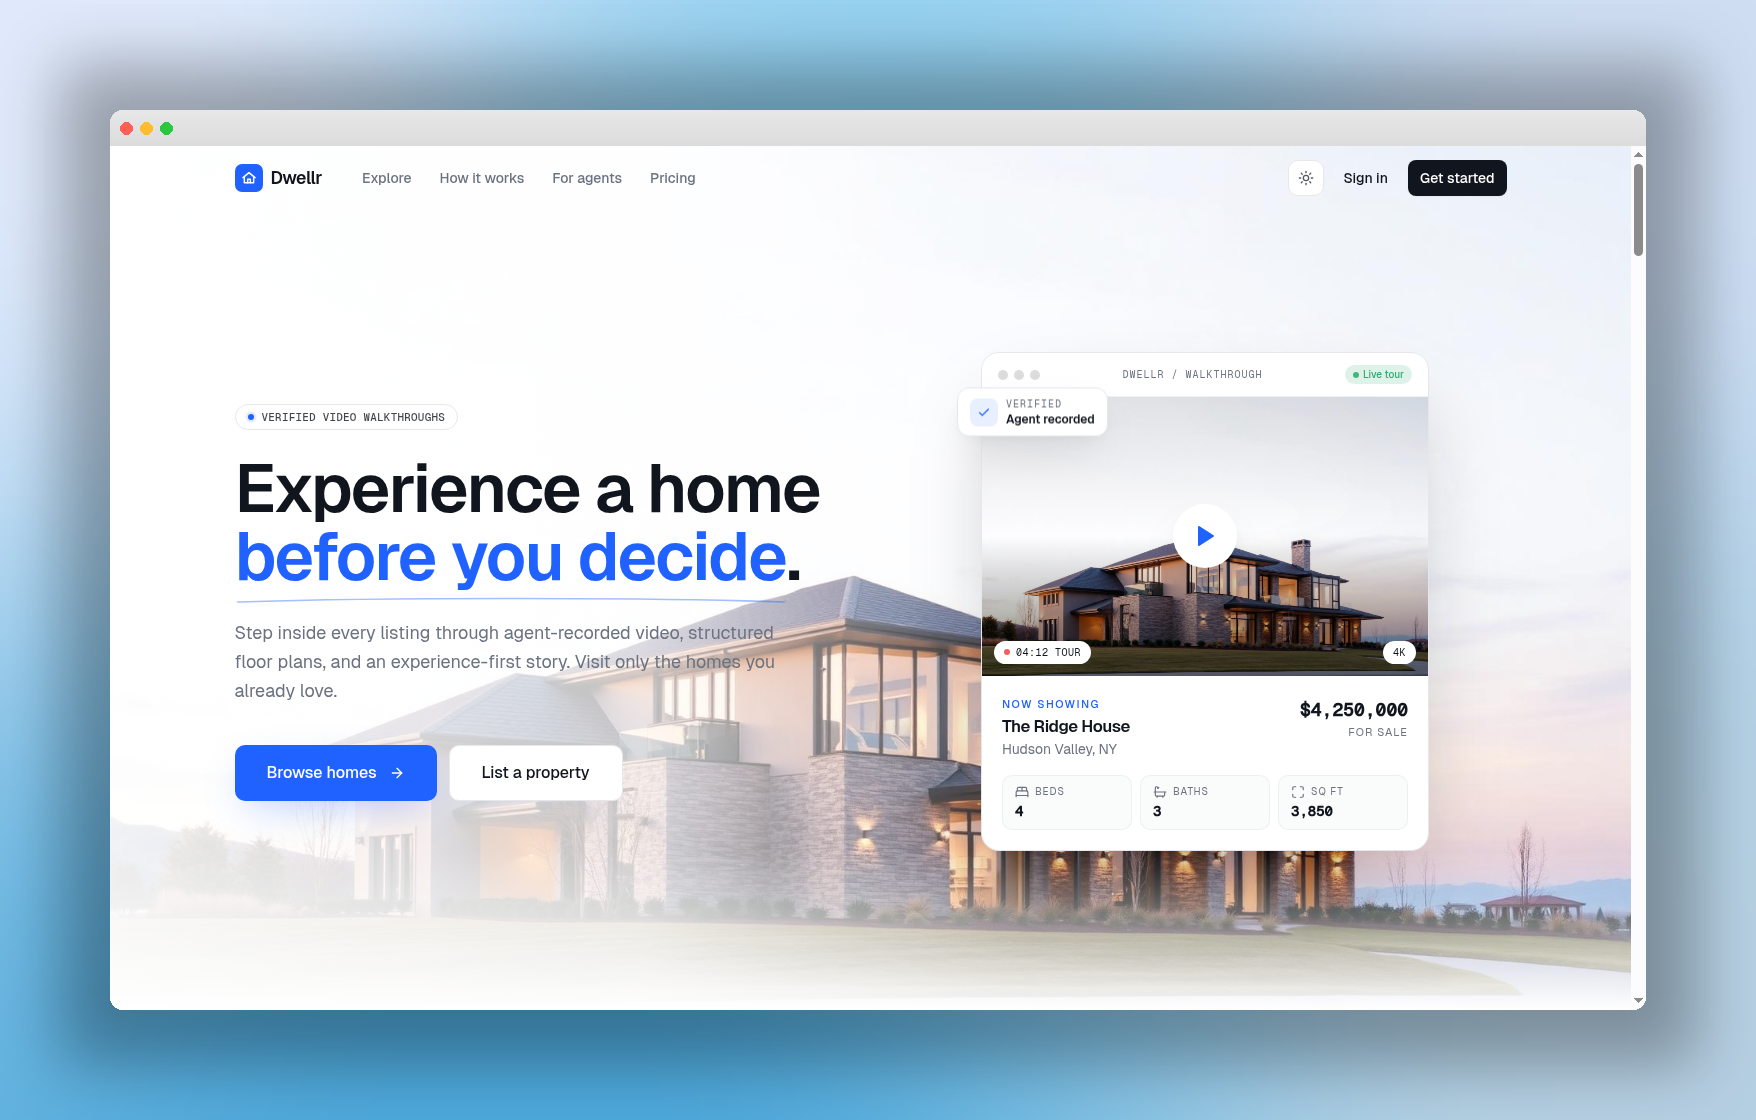 Dwellr
Explore
How it works
For agents
Pricing
Sign in
Get started
VERIFIED VIDEO WALKTHROUGHS
Experience a home
before you decide.
Step inside every listing through agent-recorded video, structured
floor plans, and an experience-first story. Visit only the homes you
already love.
Browse homes
List a property
DWELLR / WALKTHROUGH
Live tour
VERIFIED
Agent recorded
04:12 TOUR
4K
NOW SHOWING
The Ridge House
Hudson Valley, NY
$4,250,000
FOR SALE
BEDS
4
BATHS
3
SQ FT
3,850